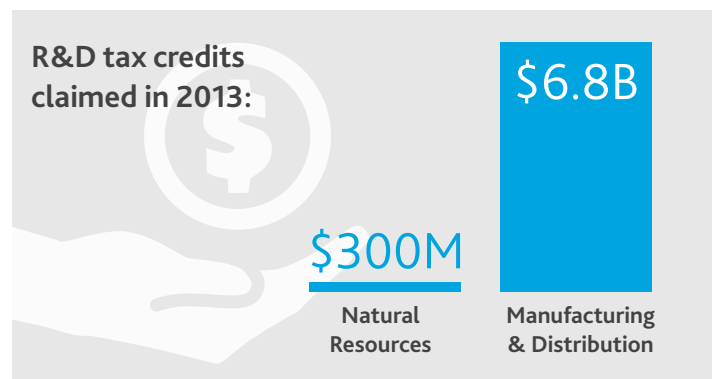 R&D tax credits
claimed in 2013:
$
$6.8B
$300M
Natural
Resources
Manufacturing
& Distribution